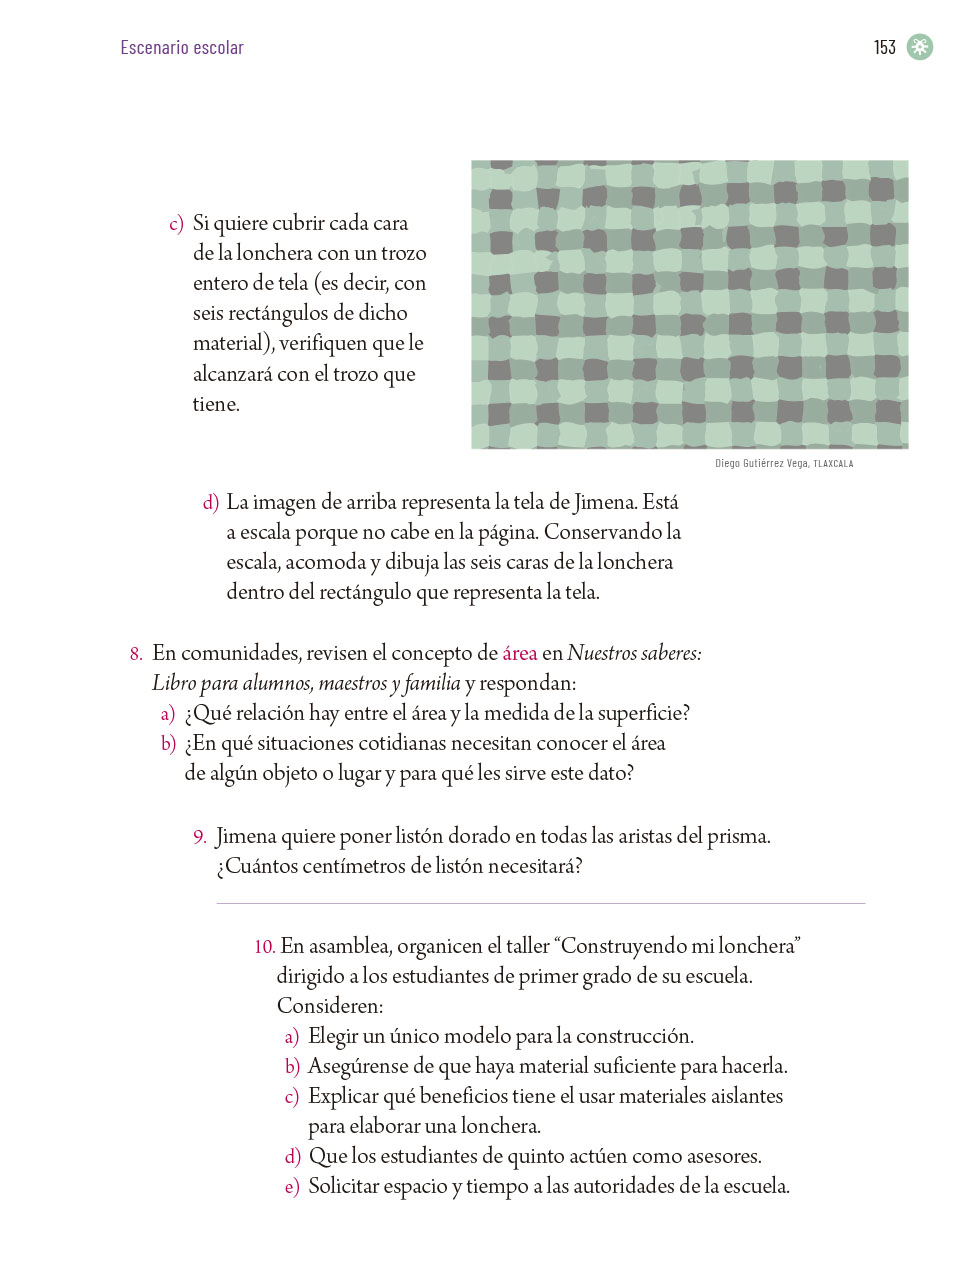 Escenario escolar
153
c) Si quiere cubrir cada cara
de la lonchera con un trozo
entero de tela (es decir, con
seis rectángulos de dicho
material), verifiquen que le
alcanzará con el trozo que
tiene.
Diego Gutiérrez Vega, TLAXCALA
d) La imagen de arriba representa la tela de Jimena. Está
a escala porque no cabe en la página. Conservando la
escala, acomoda y dibuja las seis caras de la lonchera
dentro del rectángulo que representa la tela.
8. En comunidades, revisen el concepto de área en Nuestros saberes:
Libro para alumnos, maestros y familia y respondan:
a) ¿Qué relación hay entre el área y la medida de la superficie?
b) ¿En qué situaciones cotidianas necesitan conocer el área
de algún objeto o lugar y para qué les sirve este dato?
9. Jimena quiere poner listón dorado en todas las aristas del prisma.
¿Cuántos centímetros de listón necesitará?
10. En asamblea, organicen el taller “Construyendo mi lonchera”
dirigido a los estudiantes de primer grado de su escuela.
Consideren:
a) Elegir un único modelo para la construcción.
b) Asegúrense de que haya material suficiente para hacerla.
c) Explicar qué beneficios tiene el usar materiales aislantes
para elaborar una lonchera.
d) Que los estudiantes de quinto actúen como asesores.
e) Solicitar espacio y tiempo a las autoridades de la escuela.